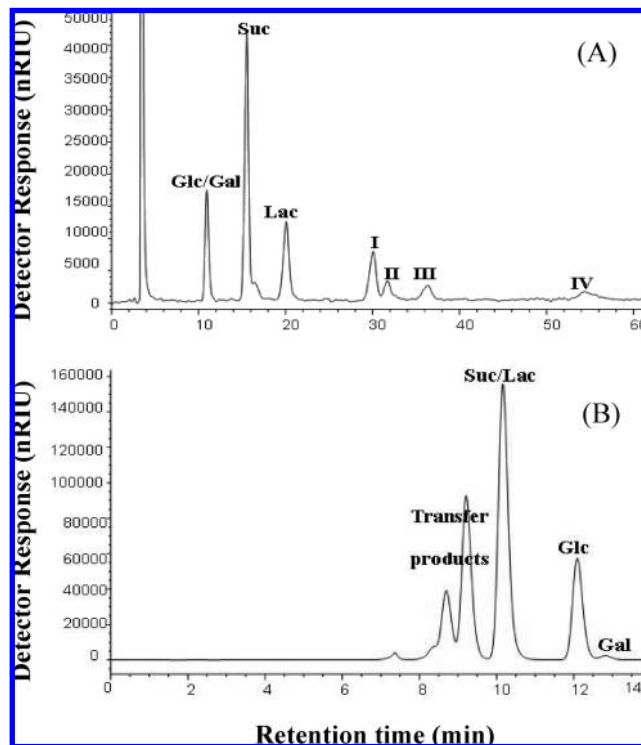 (A)
Detector Response (nRIU)
50000
45000
35000
30000
25000
20000
15000
10000
5000
0
Suc
Glc/Gal
Lac
I
II
III
IV
0 10 20 30 40 50 60
(B)
Detector Response (nRIU)
160000
140000
120000
100000
80000
60000
40000
20000
0
Suc/Lac
Transfer
products
Glc
Gal
0 2 4 6 8 10 12 14
Retention time (min)